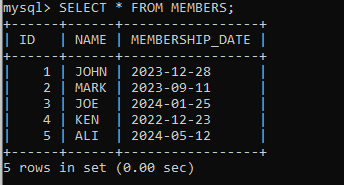 mysql> SELECT * FROM MEMBERS;
+------+------+-----------------+
| ID | NAME | MEMBERSHIP_DATE |
+------+------+-----------------+
| 1 | JOHN | 2023-12-28 |
| 2 | MARK | 2023-09-11 |
| 3 | JOE | 2024-01-25 |
| 4 | KEN | 2022-12-23 |
| 5 | ALI | 2024-05-12 |
+------+------+-----------------+
5 rows in set (0.00 sec)